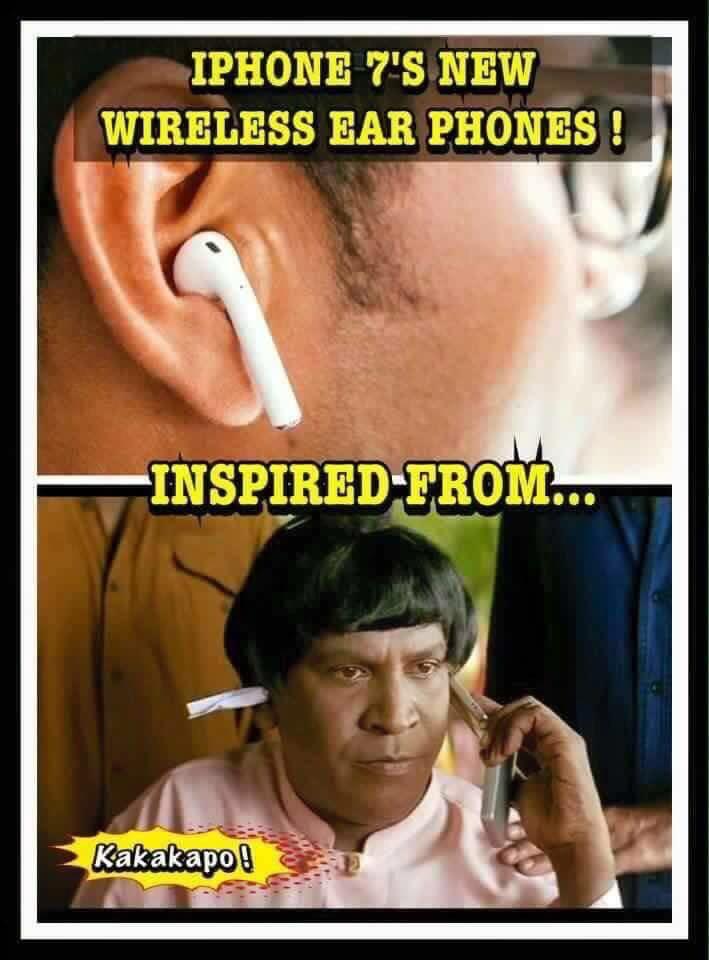 IPHONE 7'S NEW
WIRELESS EAR PHONES !
INSPIRED FROM...
Kakakapo !